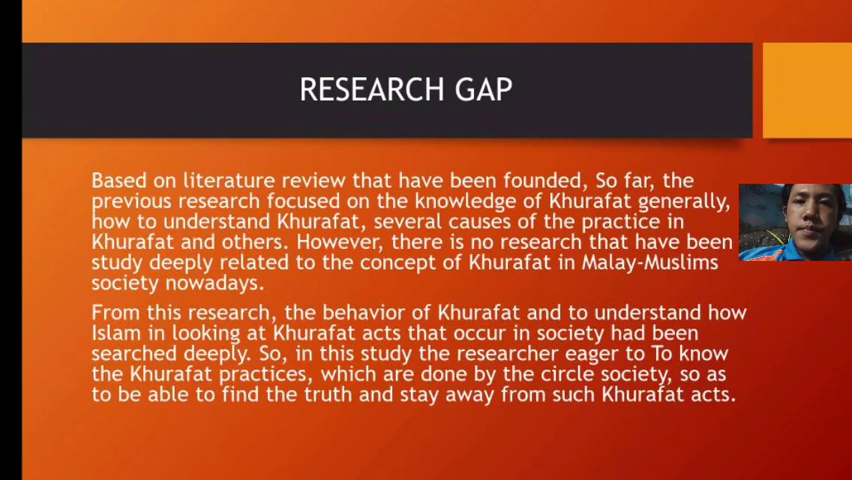 RESEARCH GAP
Based on literature review that have been founded, So far, the
previous research focused on the knowledge of Khurafat generally,
how to understand Khurafat, several causes of the practice in
Khurafat and others. However, there is no research that have been
study deeply related to the concept of Khurafat in Malay-Muslims
society nowadays.
From this research, the behavior of Khurafat and to understand how
Islam in looking at Khurafat acts that occur in society had been
searched deeply. So, in this study the researcher eager to To know
the Khurafat practices, which are done by the circle society, so as
to be able to find the truth and stay away from such Khurafat acts.